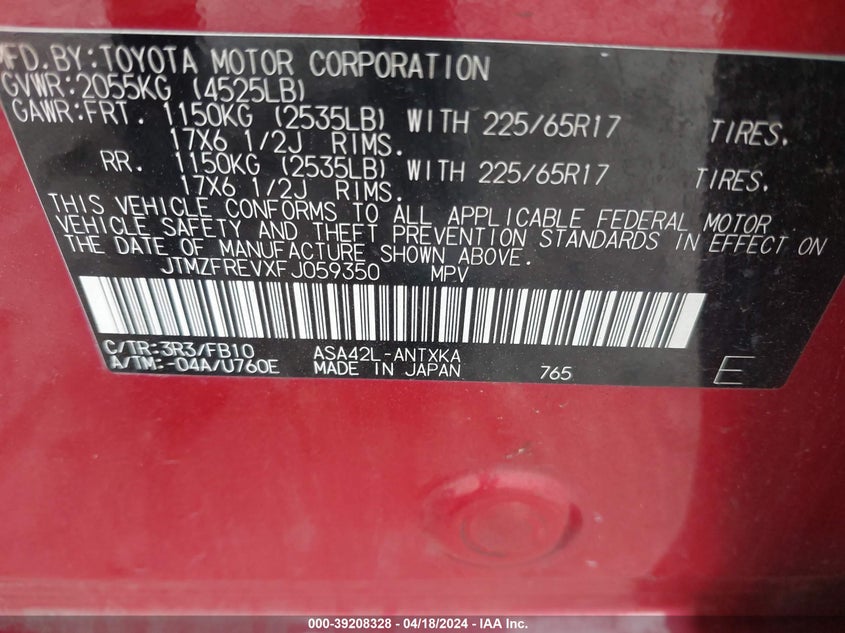 MFD.BY:TOYOTA MOTOR CORPORATION
GVWR:2055KG (4525LB)
GAWR:FRT. 1150KG (2535LB) WITH 225/65R17 TIRES.
17X6 1/2J RIMS.
RR. 1150KG (2535LB) WITH 225/65R17 TIRES.
17X6 1/2J RIMS.
THIS VEHICLE CONFORMS TO ALL APPLICABLE FEDERAL MOTOR
VEHICLE SAFETY AND THEFT PREVENTION STANDARDS IN EFFECT ON
THE DATE OF MANUFACTURE SHOWN ABOVE.
JTMZFREVXFJ059350 MPV
C/TR:3R3/FB10 ASA42L-ANTXKA
A/TM:-04A/U760E MADE IN JAPAN 765 E
000-39208328 - 04/18/2024 - IAA Inc.